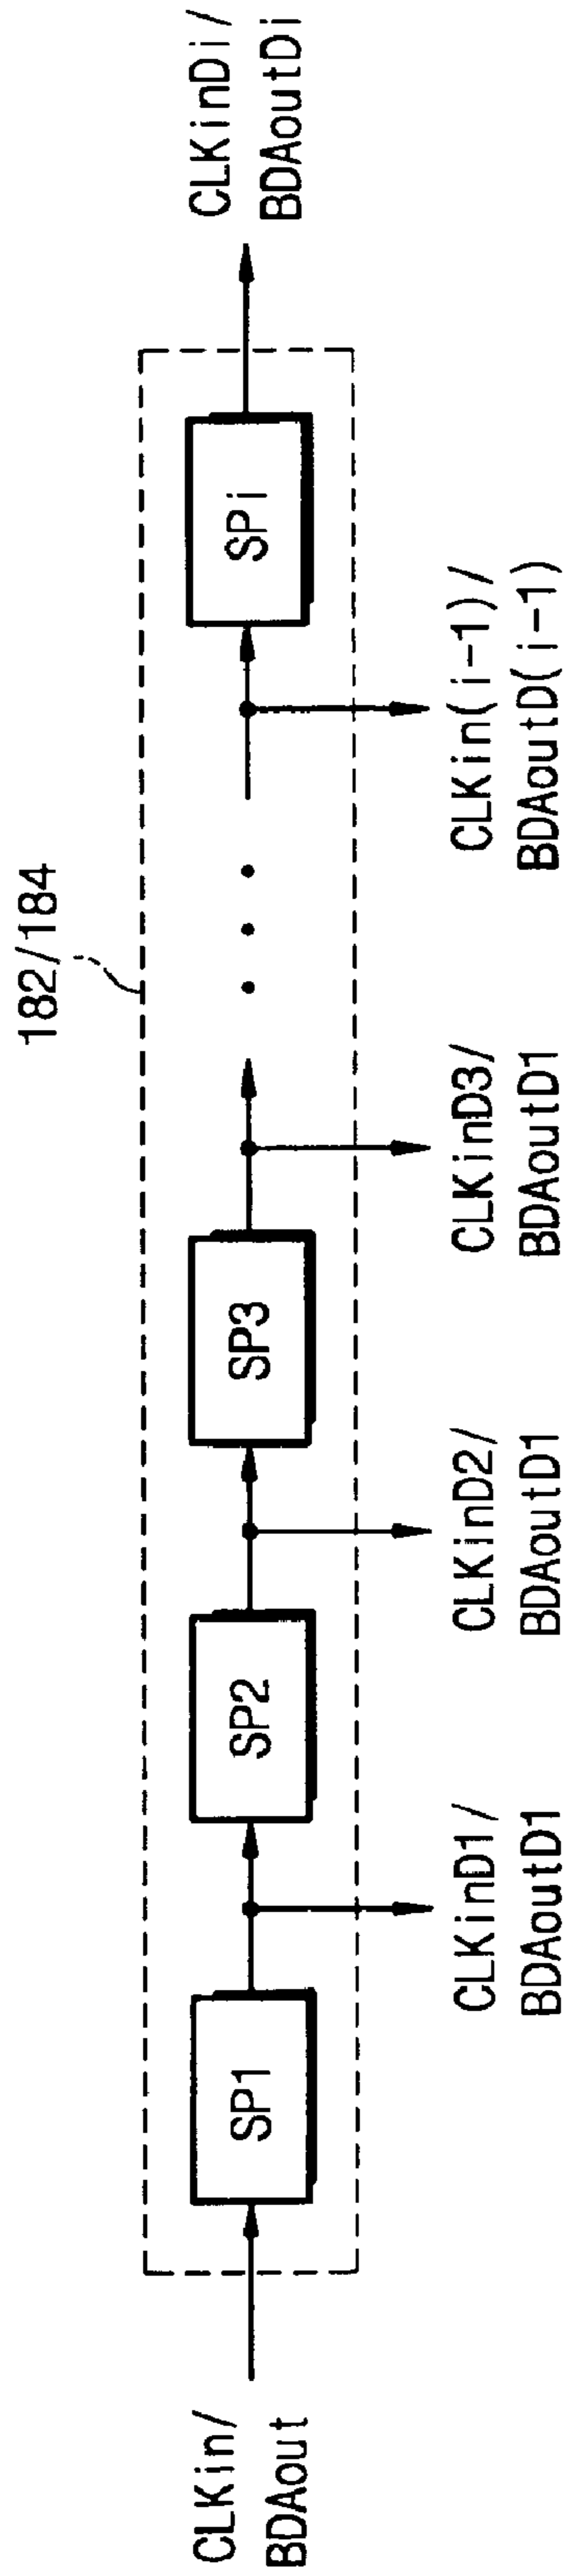 182/184
CLKin/
BDAout
SP1
SP2
SP3
SPi
CLKinDi/
BDAoutDi
CLKinD1/
BDAoutD1
CLKinD2/
BDAoutD1
CLKinD3/
BDAoutD1
CLKin(i-1)/
BDAoutD(i-1)